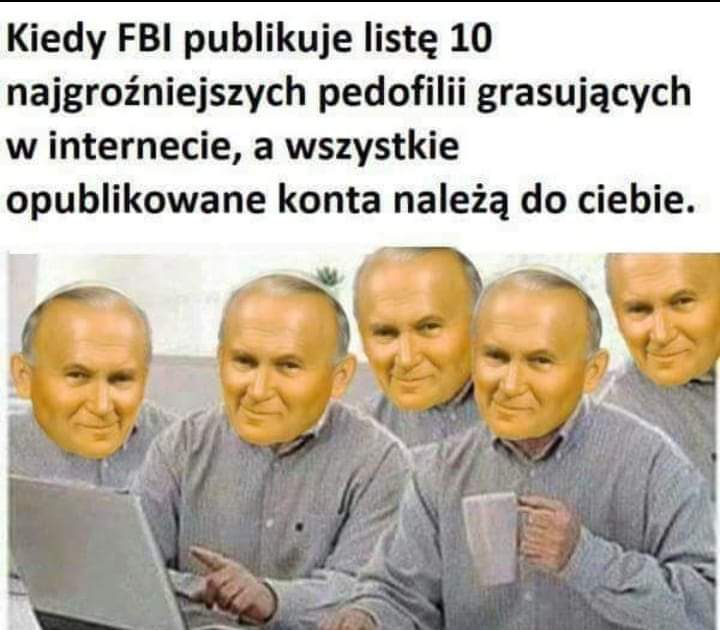 Kiedy FBI publikuje listę 10
najgroźniejszych pedofilii grasujących
w internecie, a wszystkie
opublikowane konta należą do ciebie.